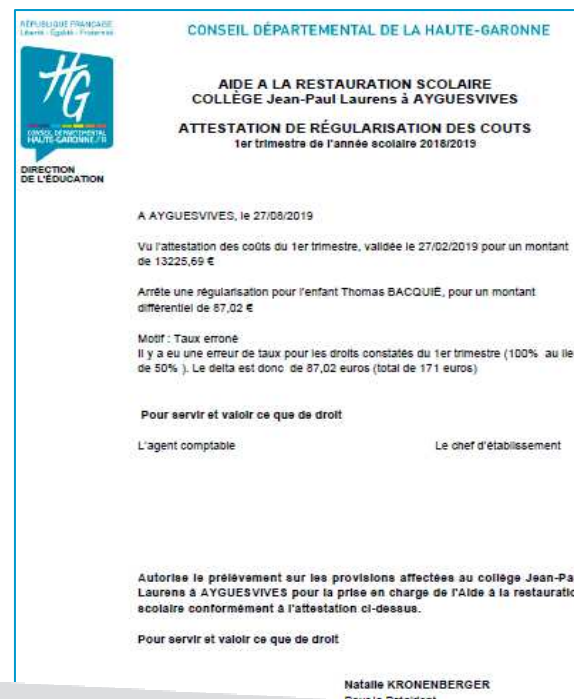 RÉPUBLIQUE FRANÇAISE
Liberté - Égalité - Fraternité
CONSEIL DÉPARTEMENTAL DE LA HAUTE-GARONNE
HG
CONSEIL DÉPARTEMENTAL
HAUTE-GARONNE.FR
DIRECTION
DE L'ÉDUCATION
AIDE A LA RESTAURATION SCOLAIRE
COLLÈGE Jean-Paul Laurens à AYGUESVIVES
ATTESTATION DE RÉGULARISATION DES COUTS
1er trimestre de l'année scolaire 2018/2019
A AYGUESVIVES, le 27/08/2019
Vu l'attestation des coûts du 1er trimestre, validée le 27/02/2019 pour un montant
de 13225,69 €
Arrête une régularisation pour l'enfant Thomas BACQUIÉ, pour un montant
différentiel de 87,02 €
Motif : Taux erroné
Il y a eu une erreur de taux pour les droits constatés du 1er trimestre (100% au lie
de 50% ). Le delta est donc de 87,02 euros (total de 171 euros)
Pour servir et valoir ce que de droit
L'agent comptable Le chef d'établissement
Autorise le prélèvement sur les provisions affectées au collège Jean-Pa
Laurens à AYGUESVIVES pour la prise en charge de l'Aide à la restauratio
scolaire conformément à l'attestation ci-dessus.
Pour servir et valoir ce que de droit
Natalie KRONENBERGER
Pour le Président